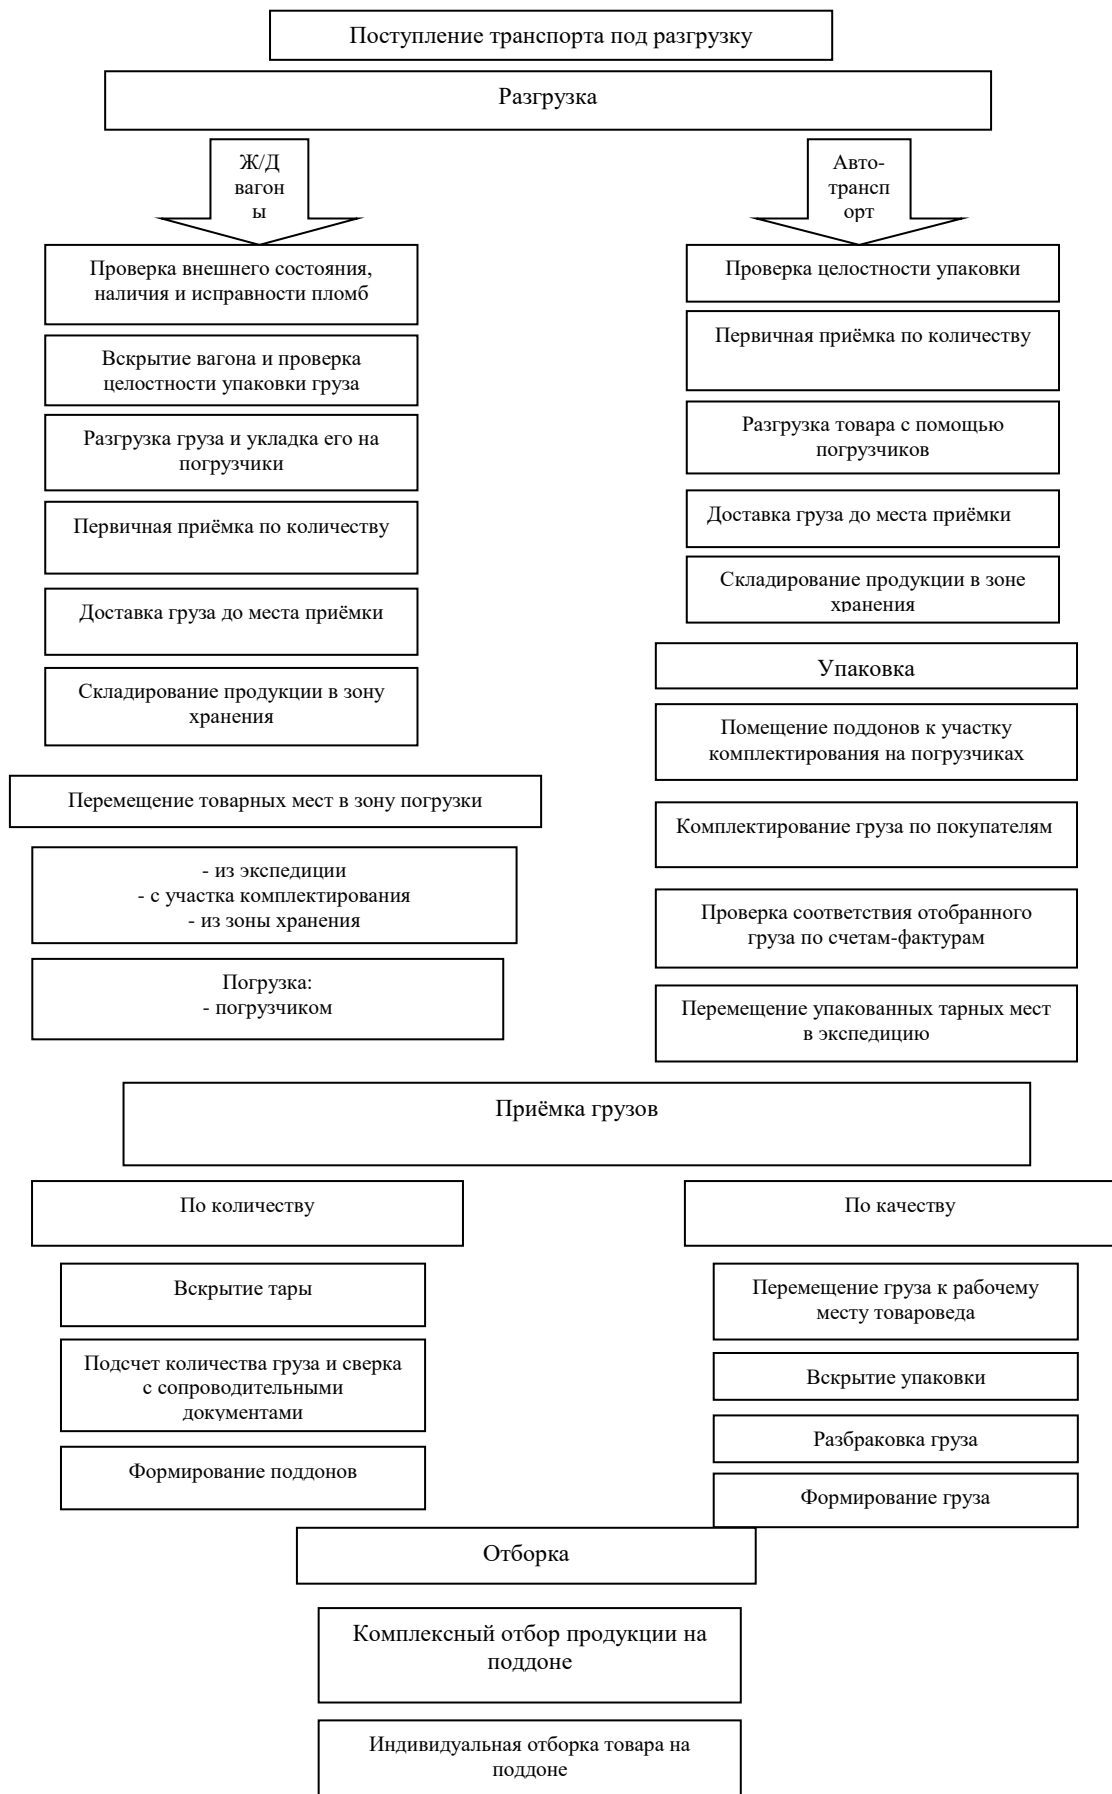 Поступление транспорта под разгрузку
Разгрузка
Ж/Д
вагон
ы
Авто-
трансп
орт
Проверка внешнего состояния,
наличия и исправности пломб
Вскрытие вагона и проверка
целостности упаковки груза
Разгрузка груза и укладка его на
погрузчики
Первичная приёмка по количеству
Доставка груза до места приёмки
Складирование продукции в зону
хранения
Проверка целостности упаковки
Первичная приёмка по количеству
Разгрузка товара с помощью
погрузчиков
Доставка груза до места приёмки
Складирование продукции в зоне
хранения
Упаковка
Помещение поддонов к участку
комплектирования на погрузчиках
Комплектирование груза по покупателям
Проверка соответствия отобранного
груза по счетам-фактурам
Перемещение упакованных тарных мест
в экспедицию
Перемещение товарных мест в зону погрузки
- из экспедиции
- с участка комплектирования
- из зоны хранения
Погрузка:
- погрузчиком
Приёмка грузов
По количеству
Вскрытие тары
Подсчет количества груза и сверка
с сопроводительными
документами
Формирование поддонов
По качеству
Перемещение груза к рабочему
месту товароведа
Вскрытие упаковки
Разбраковка груза
Формирование груза
Отборка
Комплексный отбор продукции на
поддоне
Индивидуальная отборка товара на
поддоне